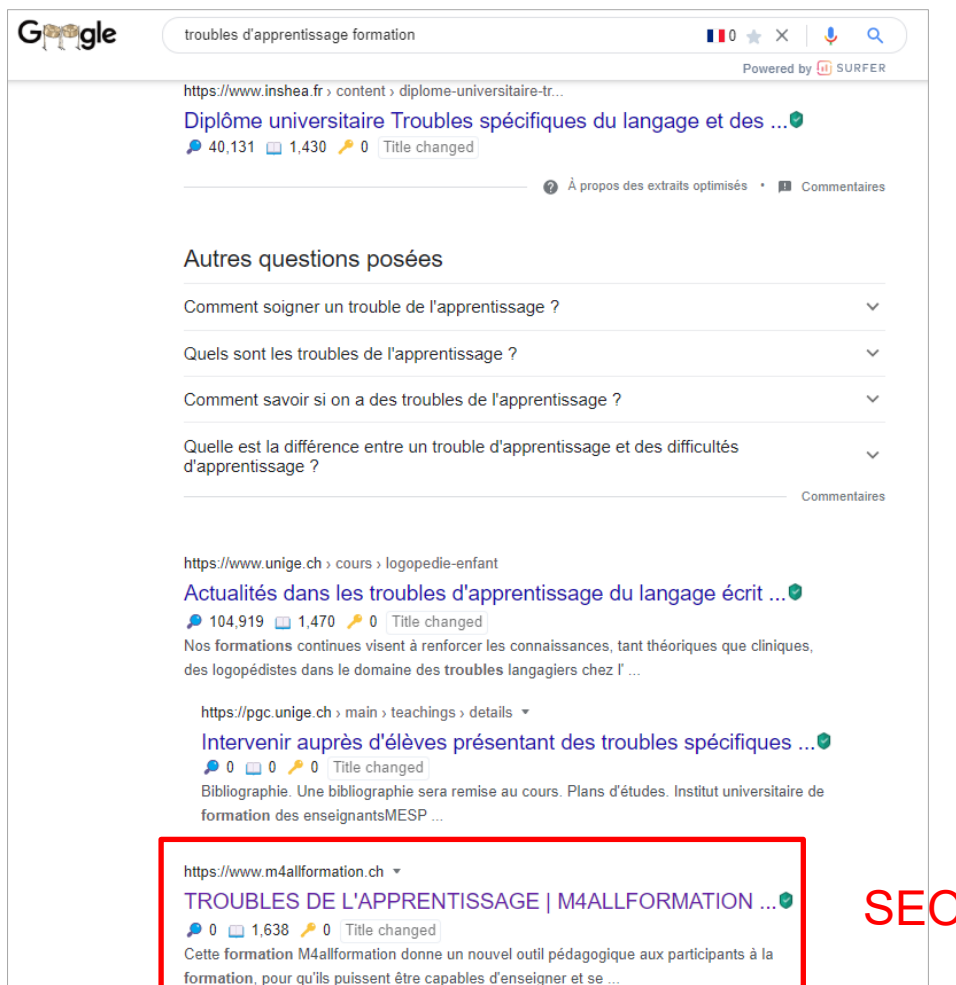 Google
troubles d'apprentissage formation
0
Powered by SURFER
https://www.inshea.fr › content › diplome-universitaire-tr...
Diplôme universitaire Troubles spécifiques du langage et des ...
40,131 1,430 0 Title changed
À propos des extraits optimisés • Commentaires
Autres questions posées
Comment soigner un trouble de l'apprentissage ?
Quels sont les troubles de l'apprentissage ?
Comment savoir si on a des troubles de l'apprentissage ?
Quelle est la différence entre un trouble d'apprentissage et des difficultés
d'apprentissage ?
Commentaires
https://www.unige.ch › cours › logopedie-enfant
Actualités dans les troubles d'apprentissage du langage écrit ...
104,919 1,470 0 Title changed
Nos formations continues visent à renforcer les connaissances, tant théoriques que cliniques,
des logopédistes dans le domaine des troubles langagiers chez l' ...
https://pgc.unige.ch › main › teachings › details
Intervenir auprès d'élèves présentant des troubles spécifiques ...
0 0 0 Title changed
Bibliographie. Une bibliographie sera remise au cours. Plans d'études. Institut universitaire de
formation des enseignantsMESP ...
https://www.m4allformation.ch
TROUBLES DE L'APPRENTISSAGE | M4ALLFORMATION ...
SEO
0 1,638 0 Title changed
Cette formation M4allformation donne un nouvel outil pédagogique aux participants à la
formation, pour qu'ils puissent être capables d'enseigner et se ...